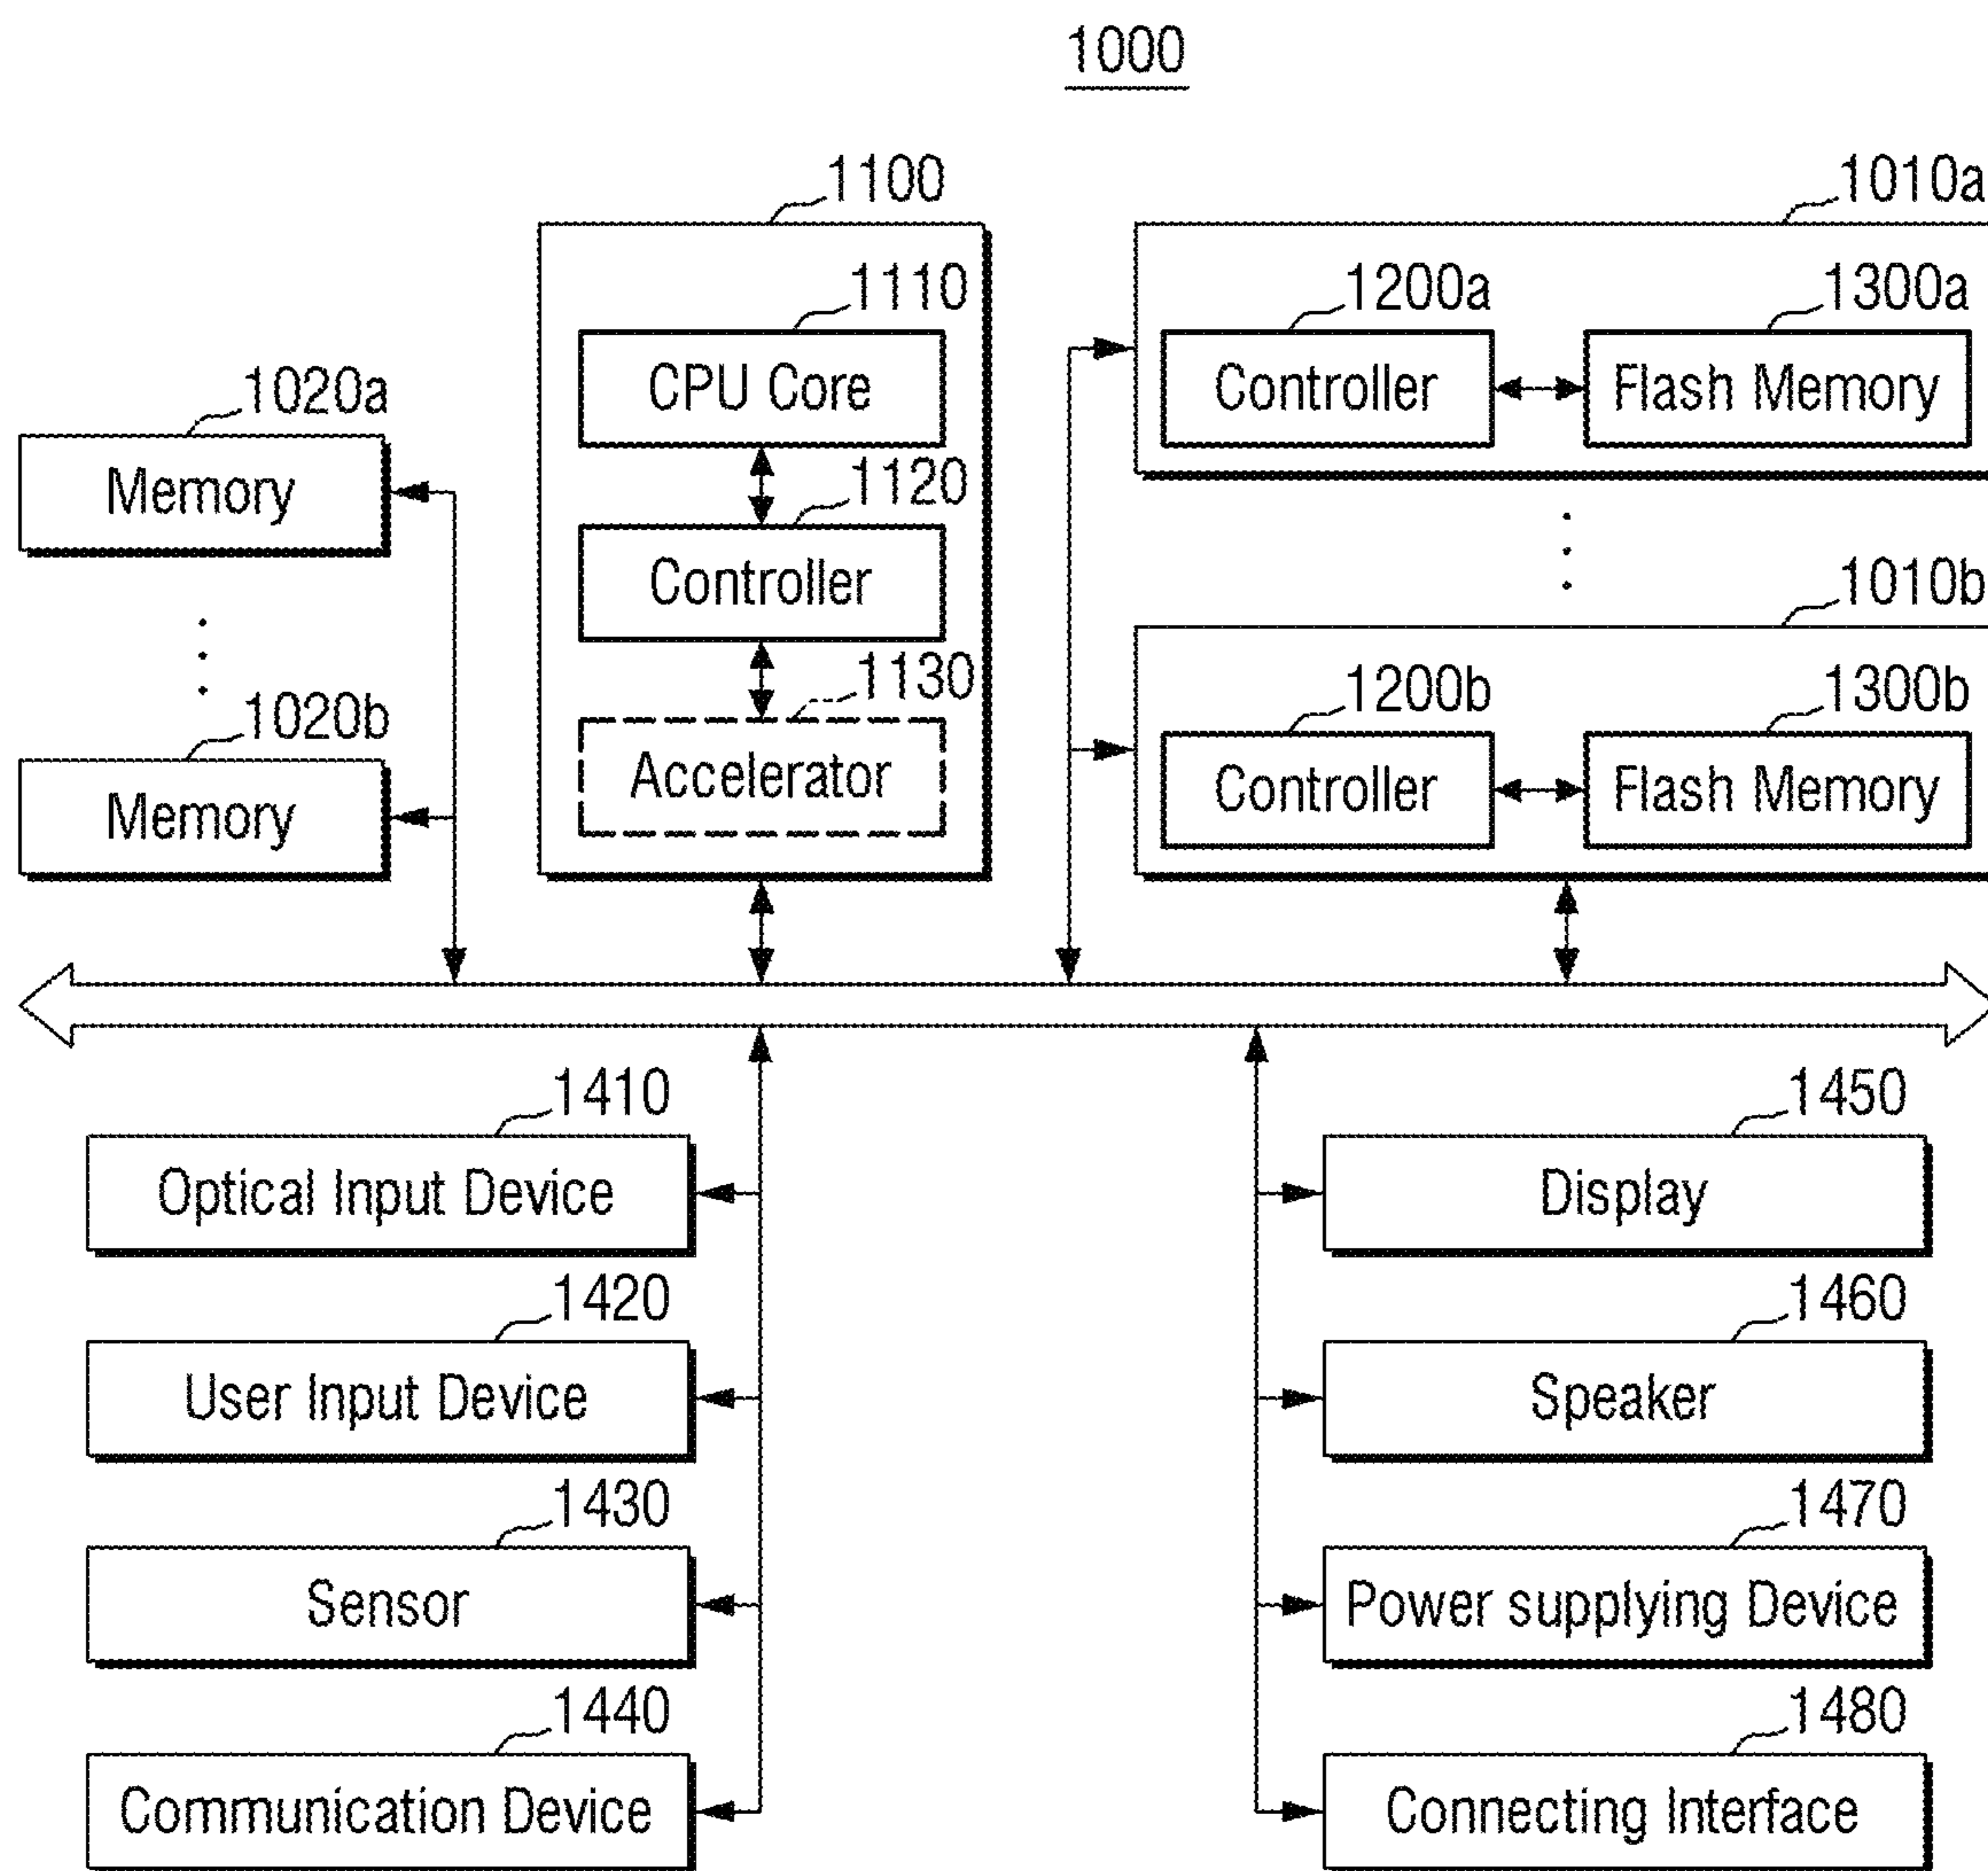 1000
1100
1110
CPU Core
1120
Controller
1130
Accelerator
1020a
Memory
1020b
Memory
1010a
1200a
Controller
1300a
Flash Memory
1010b
1200b
Controller
1300b
Flash Memory
1410
Optical Input Device
1420
User Input Device
1430
Sensor
1440
Communication Device
1450
Display
1460
Speaker
1470
Power supplying Device
1480
Connecting Interface